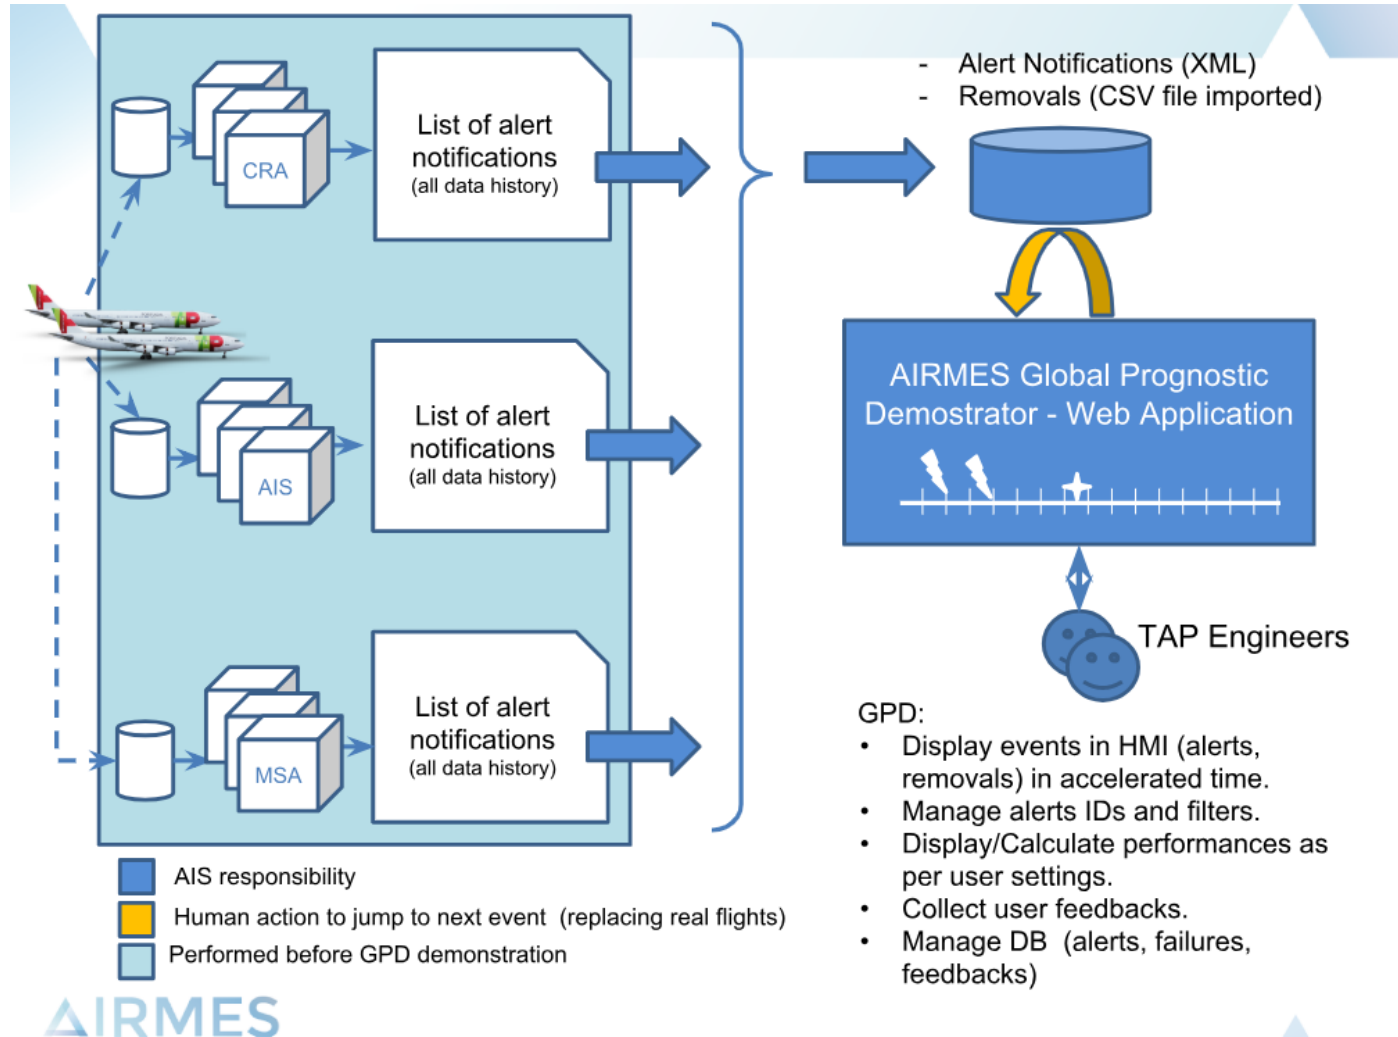 CRA
List of alert
notifications
(all data history)
- Alert Notifications (XML)
- Removals (CSV file imported)
AIS
List of alert
notifications
(all data history)
AIRMES Global Prognostic
Demostrator - Web Application
TAP Engineers
MSA
List of alert
notifications
(all data history)
GPD:
• Display events in HMI (alerts,
removals) in accelerated time.
• Manage alerts IDs and filters.
• Display/Calculate performances as
per user settings.
• Collect user feedbacks.
• Manage DB (alerts, failures,
feedbacks)
AIS responsibility
Human action to jump to next event (replacing real flights)
Performed before GPD demonstration
AIRMES